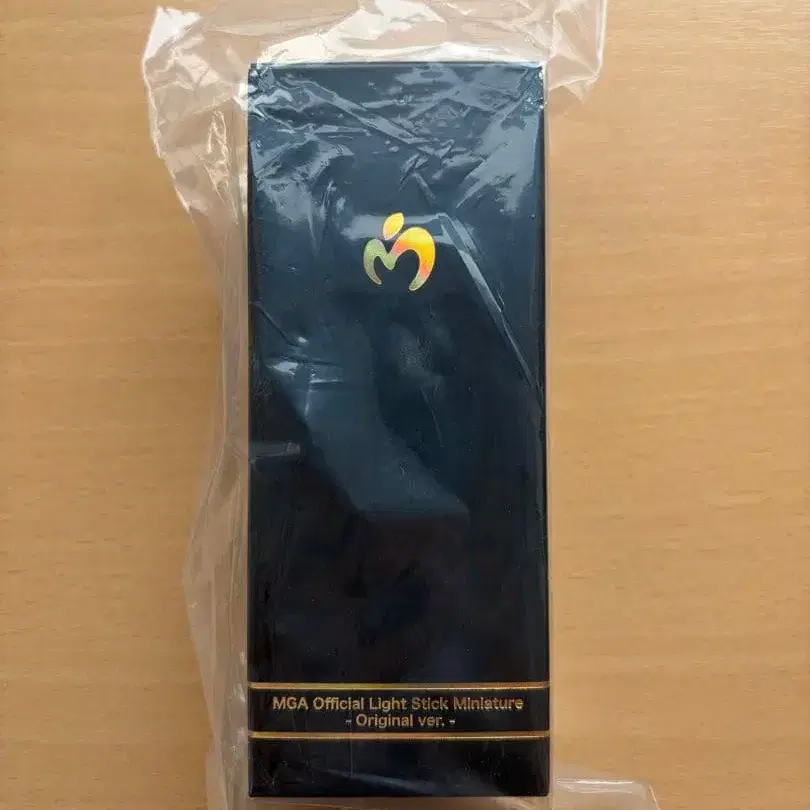 MGA Official Light Stick Miniature
- Original ver. -